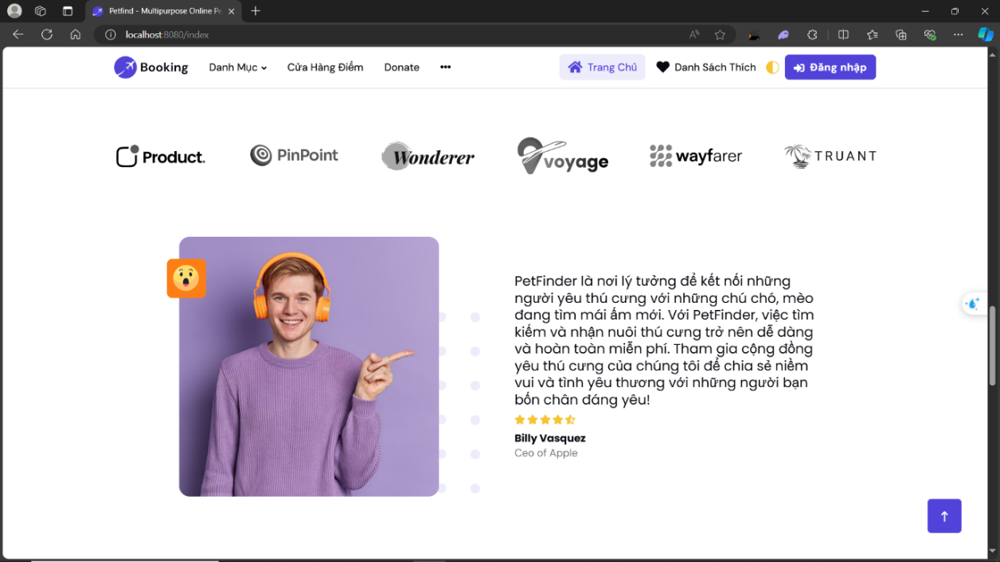 Petfind - Multipurpose Online Pe
localhost:8080/index
Booking
Danh Mục
Cửa Hàng Điểm
Donate
Trang Chủ
Danh Sách Thích
Đăng nhập
Product.
PinPoint
Wonderer
voyage
wayfarer
TRUANT
PetFinder là nơi lý tưởng để kết nối những
người yêu thú cưng với những chú chó, mèo
đang tìm mái ấm mới. Với PetFinder, việc tìm
kiếm và nhận nuôi thú cưng trở nên dễ dàng
và hoàn toàn miễn phí. Tham gia cộng đồng
yêu thú cưng của chúng tôi để chia sẻ niềm
vui và tình yêu thương với những người bạn
bốn chân đáng yêu!
Billy Vasquez
Ceo of Apple